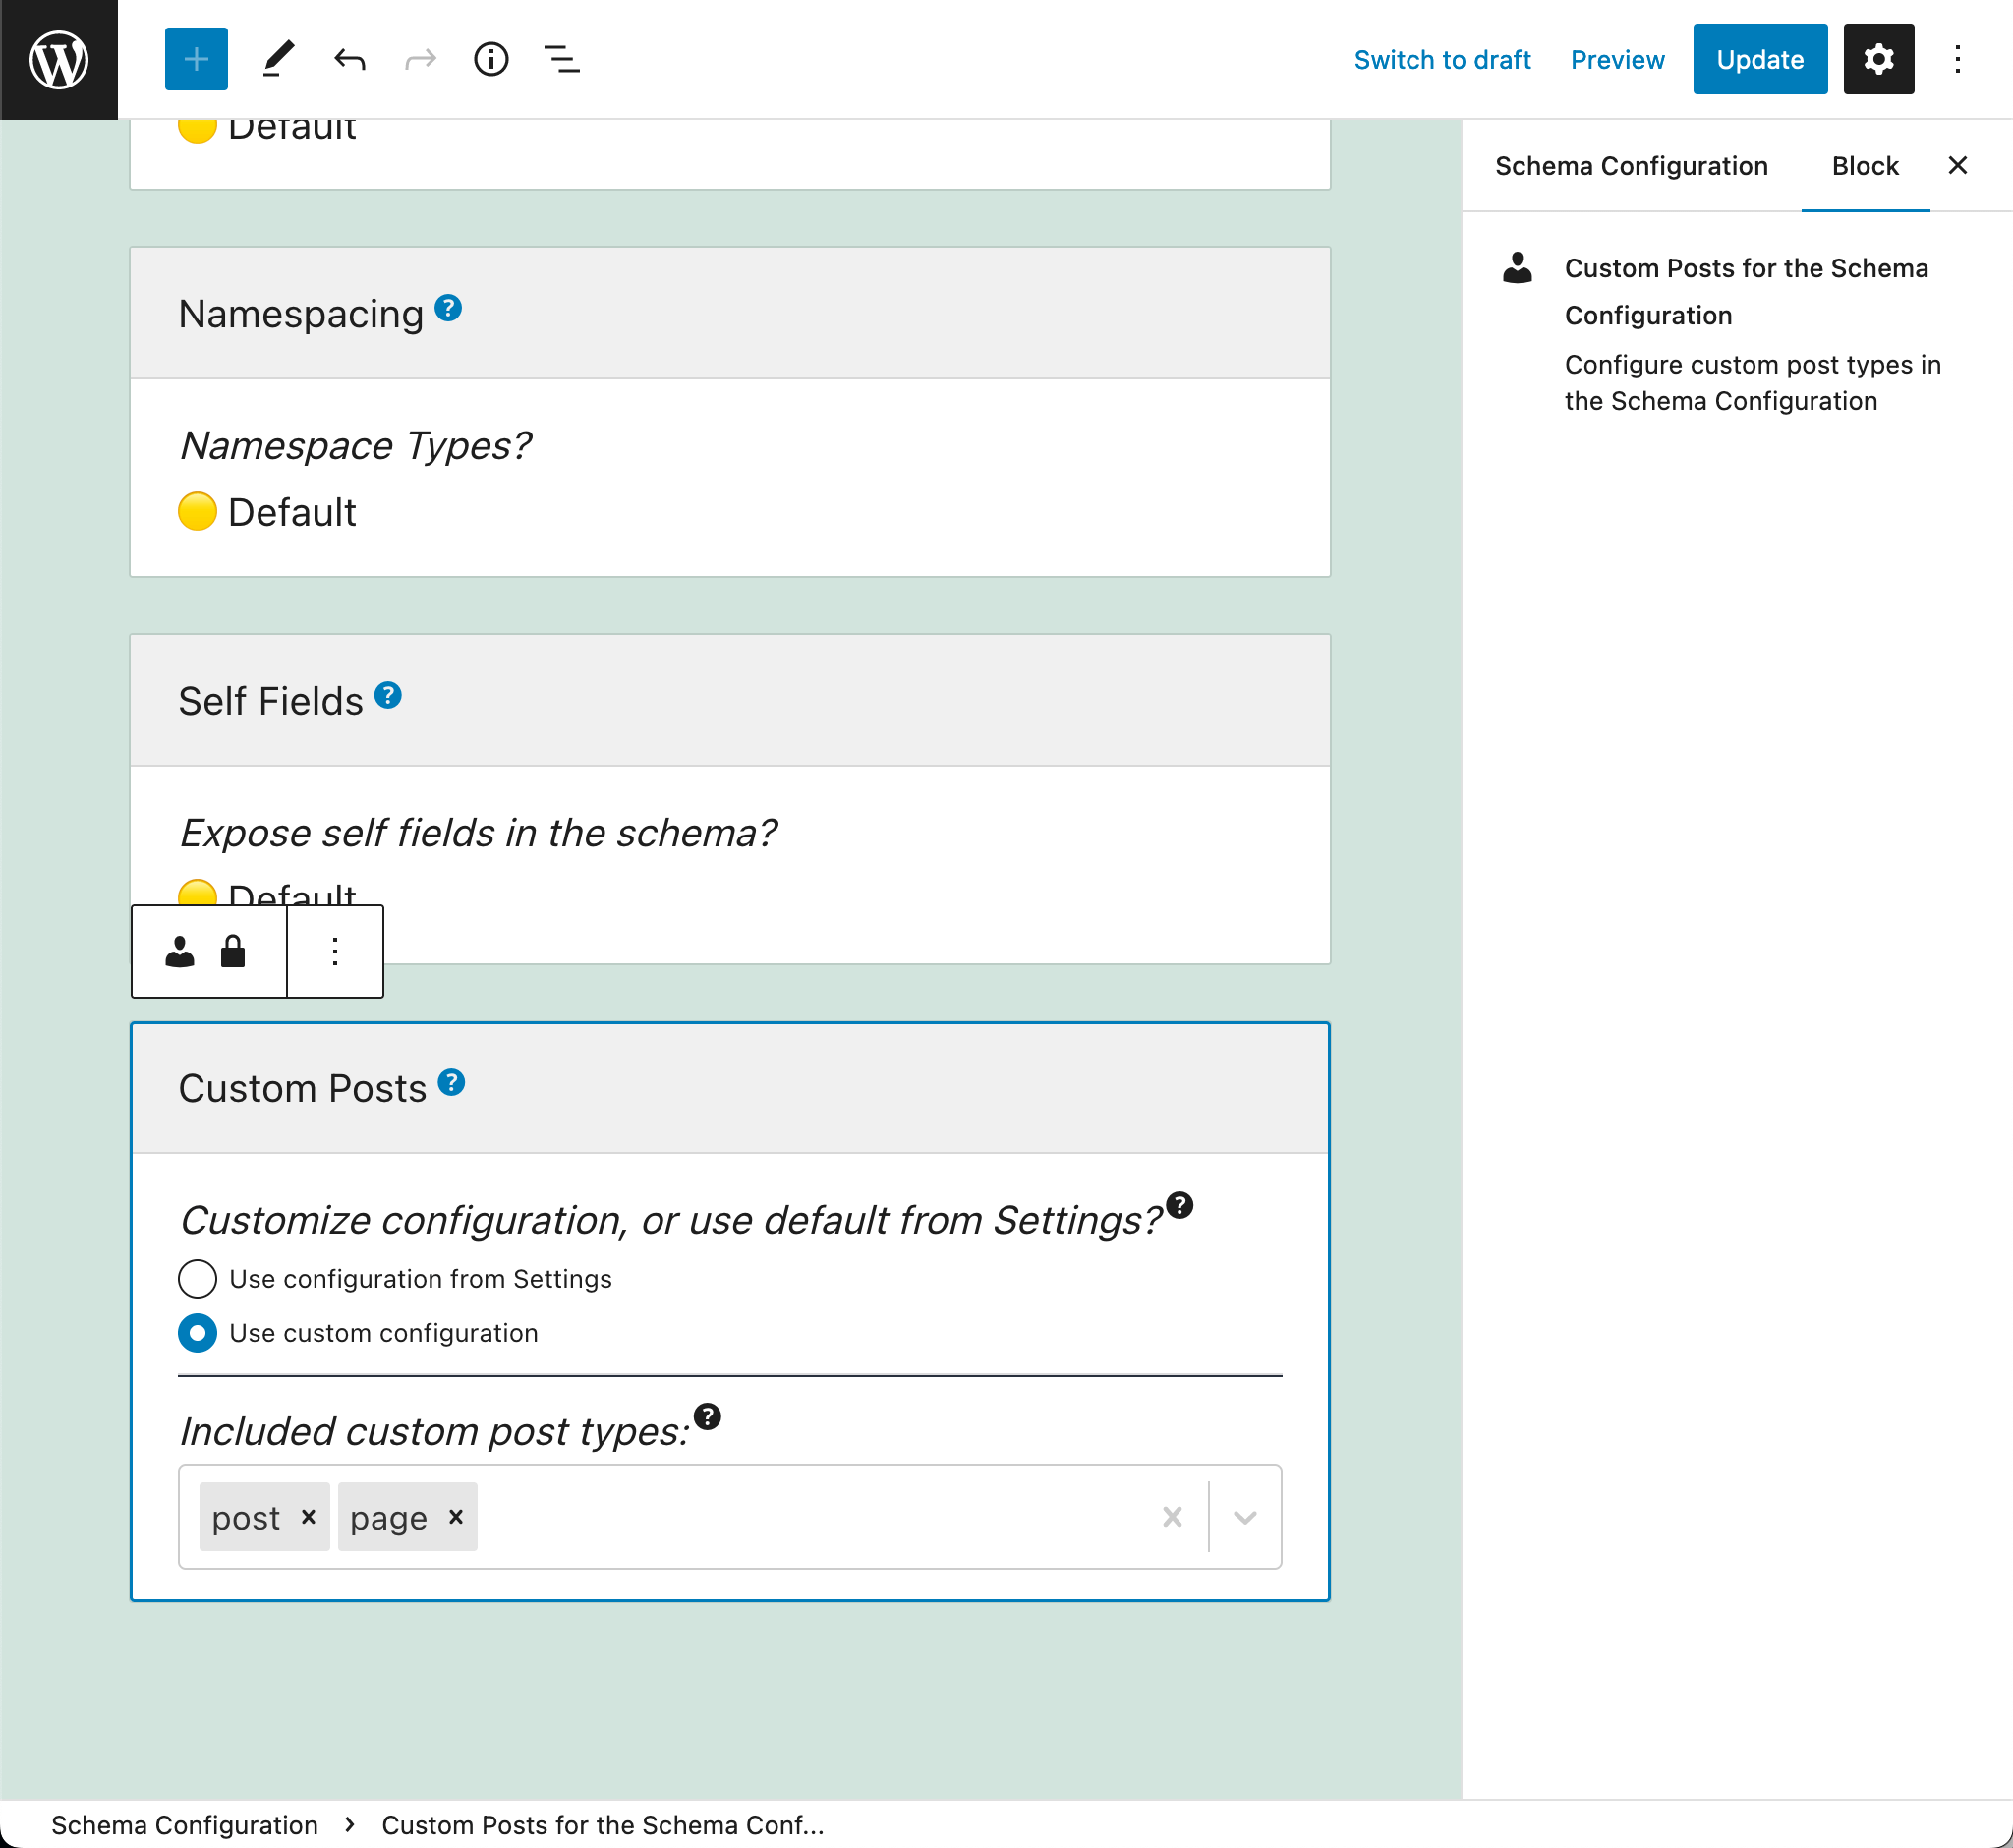 Switch to draft
Preview
Update
Default
Namespacing
Namespace Types?
Default
Self Fields
Expose self fields in the schema?
Default
Custom Posts
Customize configuration, or use default from Settings?
Use configuration from Settings
Use custom configuration
Included custom post types:
post
page
Schema Configuration
Block
Custom Posts for the Schema
Configuration
Configure custom post types in
the Schema Configuration
Schema Configuration › Custom Posts for the Schema Conf...